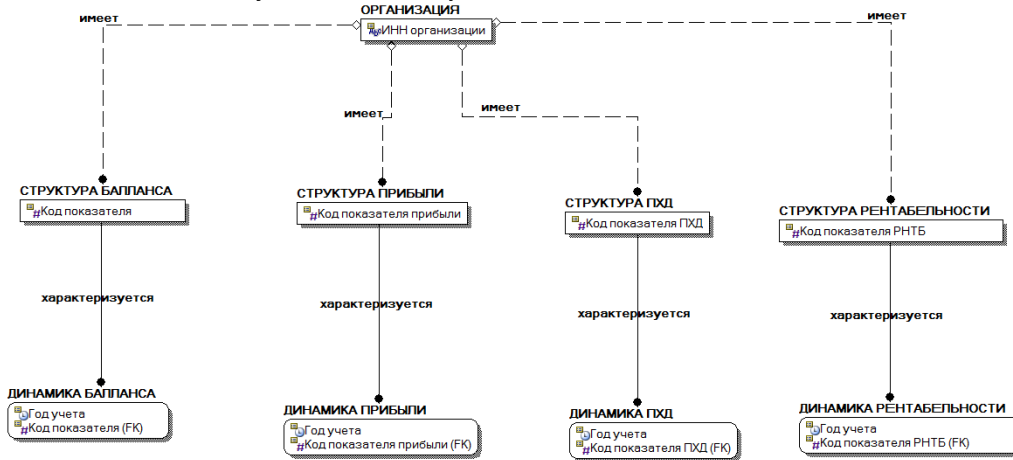 ОРГАНИЗАЦИЯ
ИНН организации
имеет
имеет
имеет
имеет
СТРУКТУРА БАЛЛАНСА
#Код показателя
СТРУКТУРА ПРИБЫЛИ
#Код показателя прибыли
СТРУКТУРА ПХД
#Код показателя ПХД
СТРУКТУРА РЕНТАБЕЛЬНОСТИ
#Код показателя РНТБ
характеризуется
характеризуется
характеризуется
характеризуется
ДИНАМИКА БАЛЛАНСА
Год учета
#Код показателя (FK)
ДИНАМИКА ПРИБЫЛИ
Год учета
#Код показателя прибыли (FK)
ДИНАМИКА ПХД
Год учета
#Код показателя ПХД (FK)
ДИНАМИКА РЕНТАБЕЛЬНОСТИ
Год учета
#Код показателя РНТБ (FK)